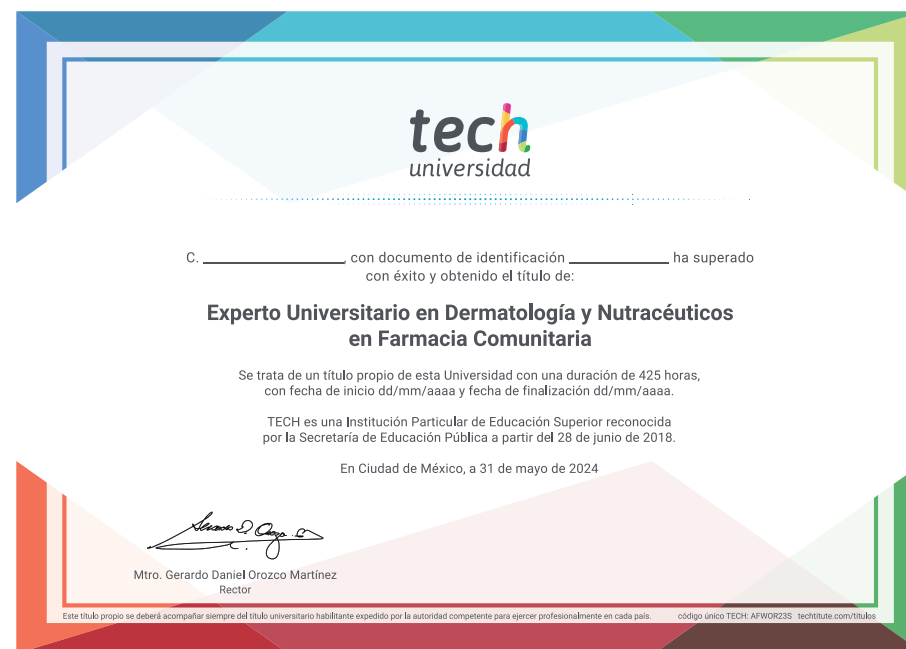 tech
universidad
C. ____________________, con documento de identificación ______________ ha superado
con éxito y obtenido el título de:
Experto Universitario en Dermatología y Nutracéuticos
en Farmacia Comunitaria
Se trata de un título propio de esta Universidad con una duración de 425 horas,
con fecha de inicio dd/mm/aaaa y fecha de finalización dd/mm/aaaa.
TECH es una Institución Particular de Educación Superior reconocida
por la Secretaría de Educación Pública a partir del 28 de junio de 2018.
En Ciudad de México, a 31 de mayo de 2024
Mtro. Gerardo Daniel Orozco Martínez
Rector
Este título propio se deberá acompañar siempre del título universitario habilitante expedido por la autoridad competente para ejercer profesionalmente en cada país. código único TECH: AFWOR23S techtitute.com/titulos